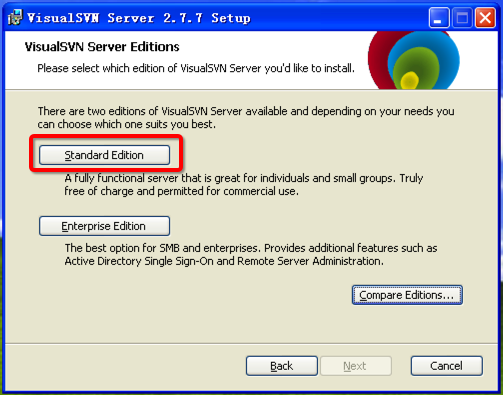 VisualSVN Server 2.7.7 Setup
VisualSVN Server Editions
Please select which edition of VisualSVN Server you'd like to install.
There are two editions of VisualSVN Server available and depending on your needs you
can choose which one suits you best.
Standard Edition
A fully functional server that is great for individuals and small groups. Truly
free of charge and permitted for commercial use.
Enterprise Edition
The best option for SMB and enterprises. Provides additional features such as
Active Directory Single Sign-On and Remote Server Administration.
Compare Editions...
Back
Next
Cancel